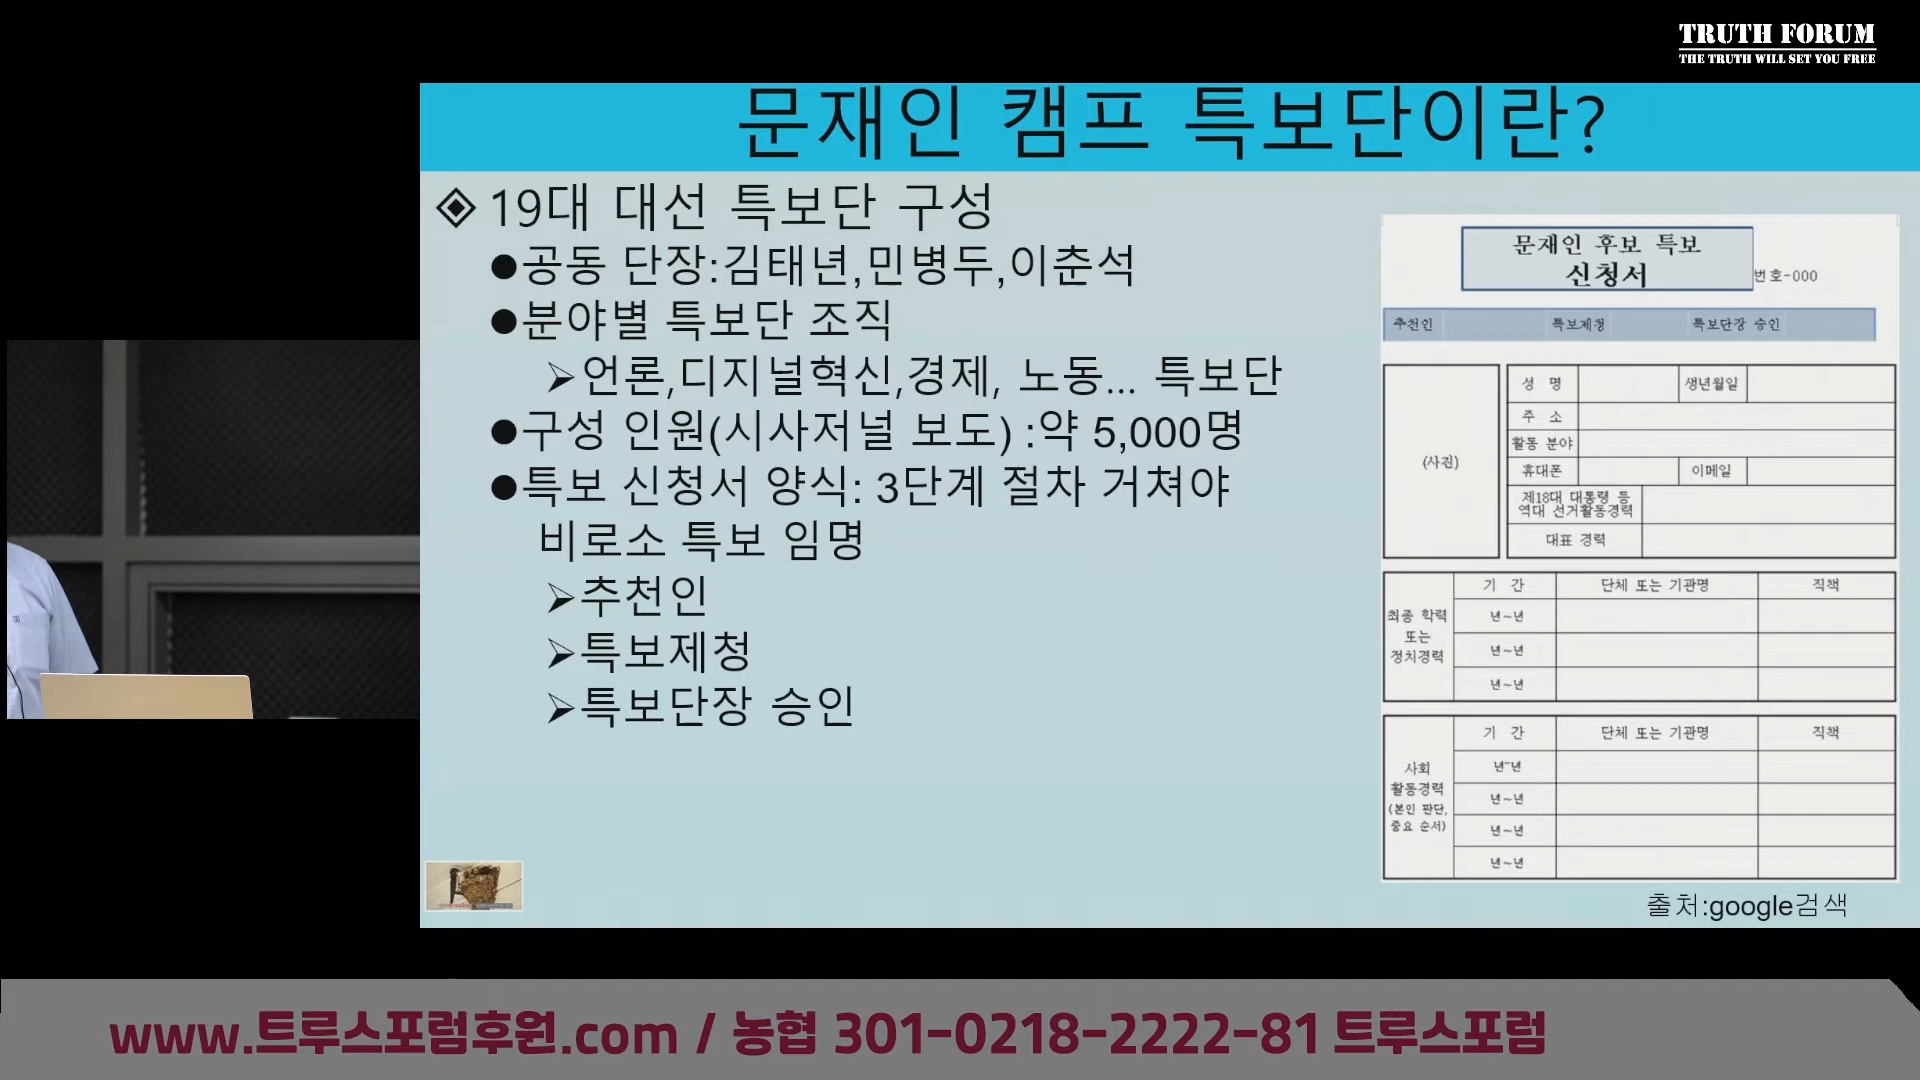 TRUTH FORUM
THE TRUTH WILL SET YOU FREE
문재인 캠프 특보단이란?
19대 대선 특보단 구성
공동 단장:김태년,민병두,이춘석
분야별 특보단 조직
언론,디지털혁신,경제, 노동... 특보단
구성 인원(시사저널 보도) :약 5,000명
특보 신청서 양식: 3단계 절차 거쳐야
비로소 특보 임명
추천인
특보제청
특보단장 승인
문재인 후보 특보
신청서
번호-000
추천인 특보제청 특보단장 승인
(사진)
성 명 생년월일
주 소
활동 분야
휴대폰 이메일
제18대 대통령 등
역대 선거활동경력
대표 경력
최종 학력
또는
정치경력
기 간 단체 또는 기관명 직책
년~년
년~년
년~년
사회
활동경력
(본인 판단,
중요 순서)
기 간 단체 또는 기관명 직책
년~년
년~년
년~년
년~년
출처:google검색
www.트루스포럼후원.com / 농협 301-0218-2222-81 트루스포럼